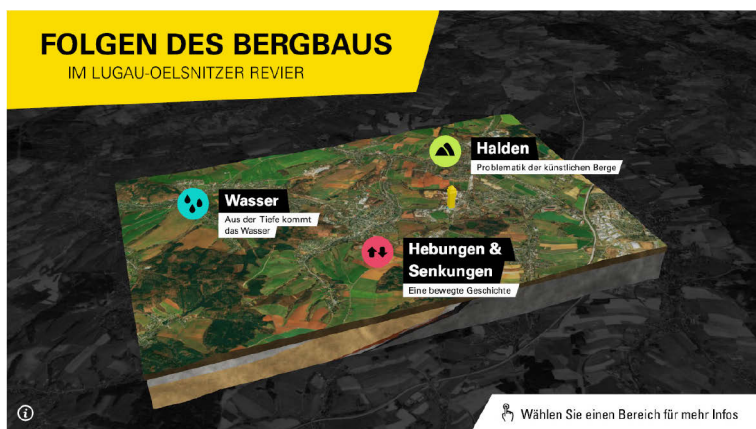 FOLGEN DES BERGBAUS
IM LUGAU-OELSNITZER REVIER
Halden
Problematik der künstlichen Berge
Wasser
Aus der Tiefe kommt
das Wasser
Hebungen &
Senkungen
Eine bewegte Geschichte
Wählen Sie einen Bereich für mehr Infos